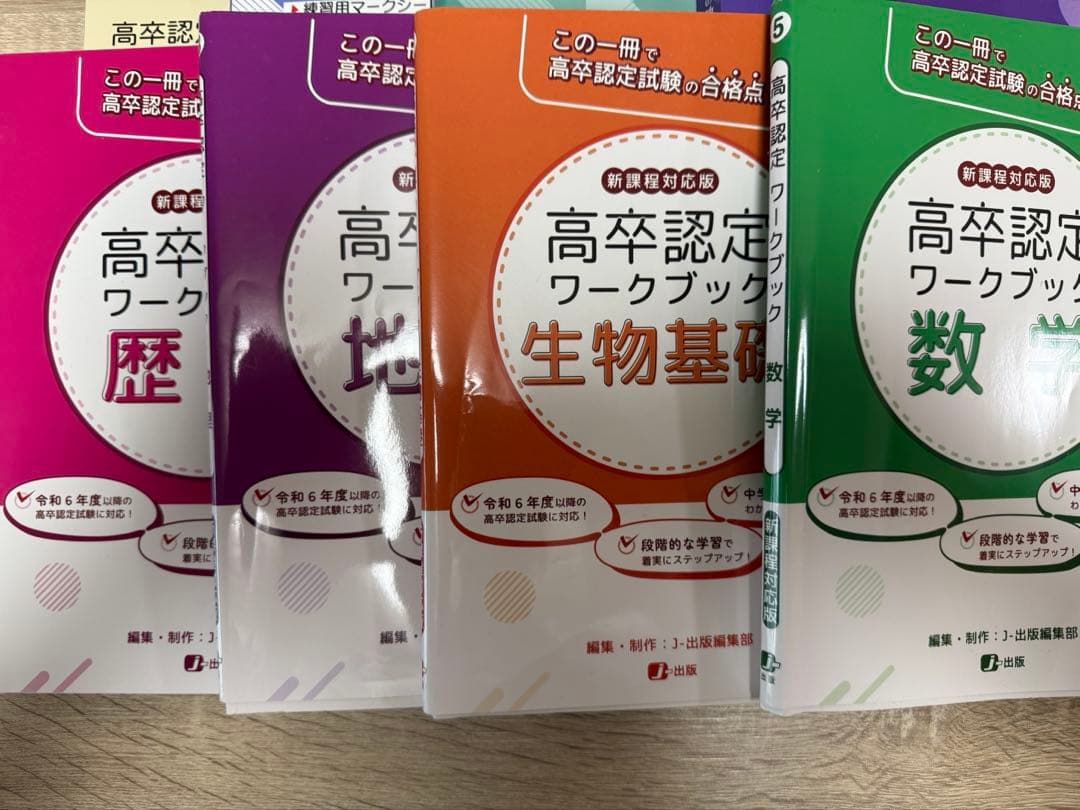 高卒認定
練習用マークシー
この一冊で
高卒認定試
新課程
高卒
ワーク
歴
令和6年度以降の
高卒認定試験に対応！
段階
着実に
編集・制作：J-
J-出
この一冊
高卒認定
新
高卒
ワー
地
令和6年度以降の
高卒認定試験に対応！
編集・
この一冊で
高卒認定試験の合格点
新課程対応版
高卒認定
ワークブック
生物基礎
令和6年度以降の
高卒認定試験に対応！
中学
わか
段階的な学習で
着実にステップアップ！
編集・制作：J-出版編集部
J-出版
5
高卒認定ワークブック
数学
新課程対応版
J-出版
この一冊で
高卒認定試験の合格点
新課程対応版
高卒認定
ワークブック
数学
令和6年度以降の
高卒認定試験に対応！
中
わ
段階的な学習で
着実にステップアップ！
編集・制作：J-出版編集部
J-出版